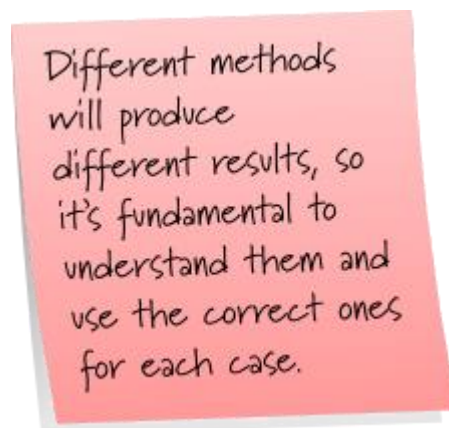 Different methods
will produce
different results, so
it's fundamental to
understand them and
use the correct ones
for each case.